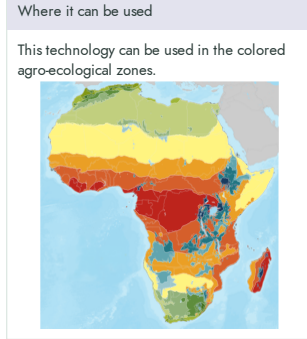 Where it can be used
This technology can be used in the colored
agro-ecological zones.